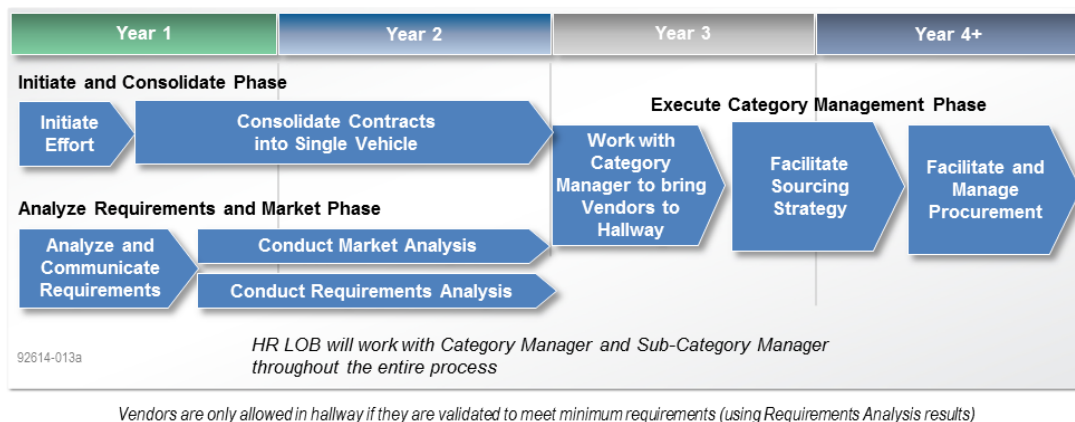 Year 1
Year 2
Year 3
Year 4+
Initiate and Consolidate Phase
Initiate
Effort
Consolidate Contracts
into Single Vehicle
Execute Category Management Phase
Work with
Category
Manager to bring
Vendors to
Hallway
Facilitate
Sourcing
Strategy
Facilitate and
Manage
Procurement
Analyze Requirements and Market Phase
Analyze and
Communicate
Requirements
Conduct Market Analysis
Conduct Requirements Analysis
HR LOB will work with Category Manager and Sub-Category Manager
throughout the entire process
92614-013a
Vendors are only allowed in hallway if they are validated to meet minimum requirements (using Requirements Analysis results)